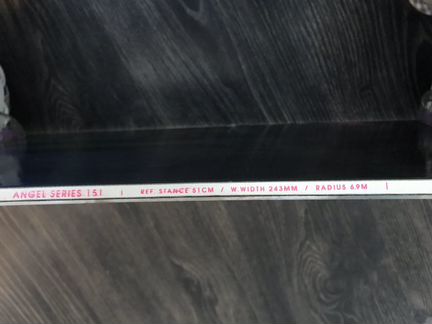 ANGEL SERIES 151 | REF. STANCE 51CM / W.WIDTH 243MM / RADIUS 6.9M |